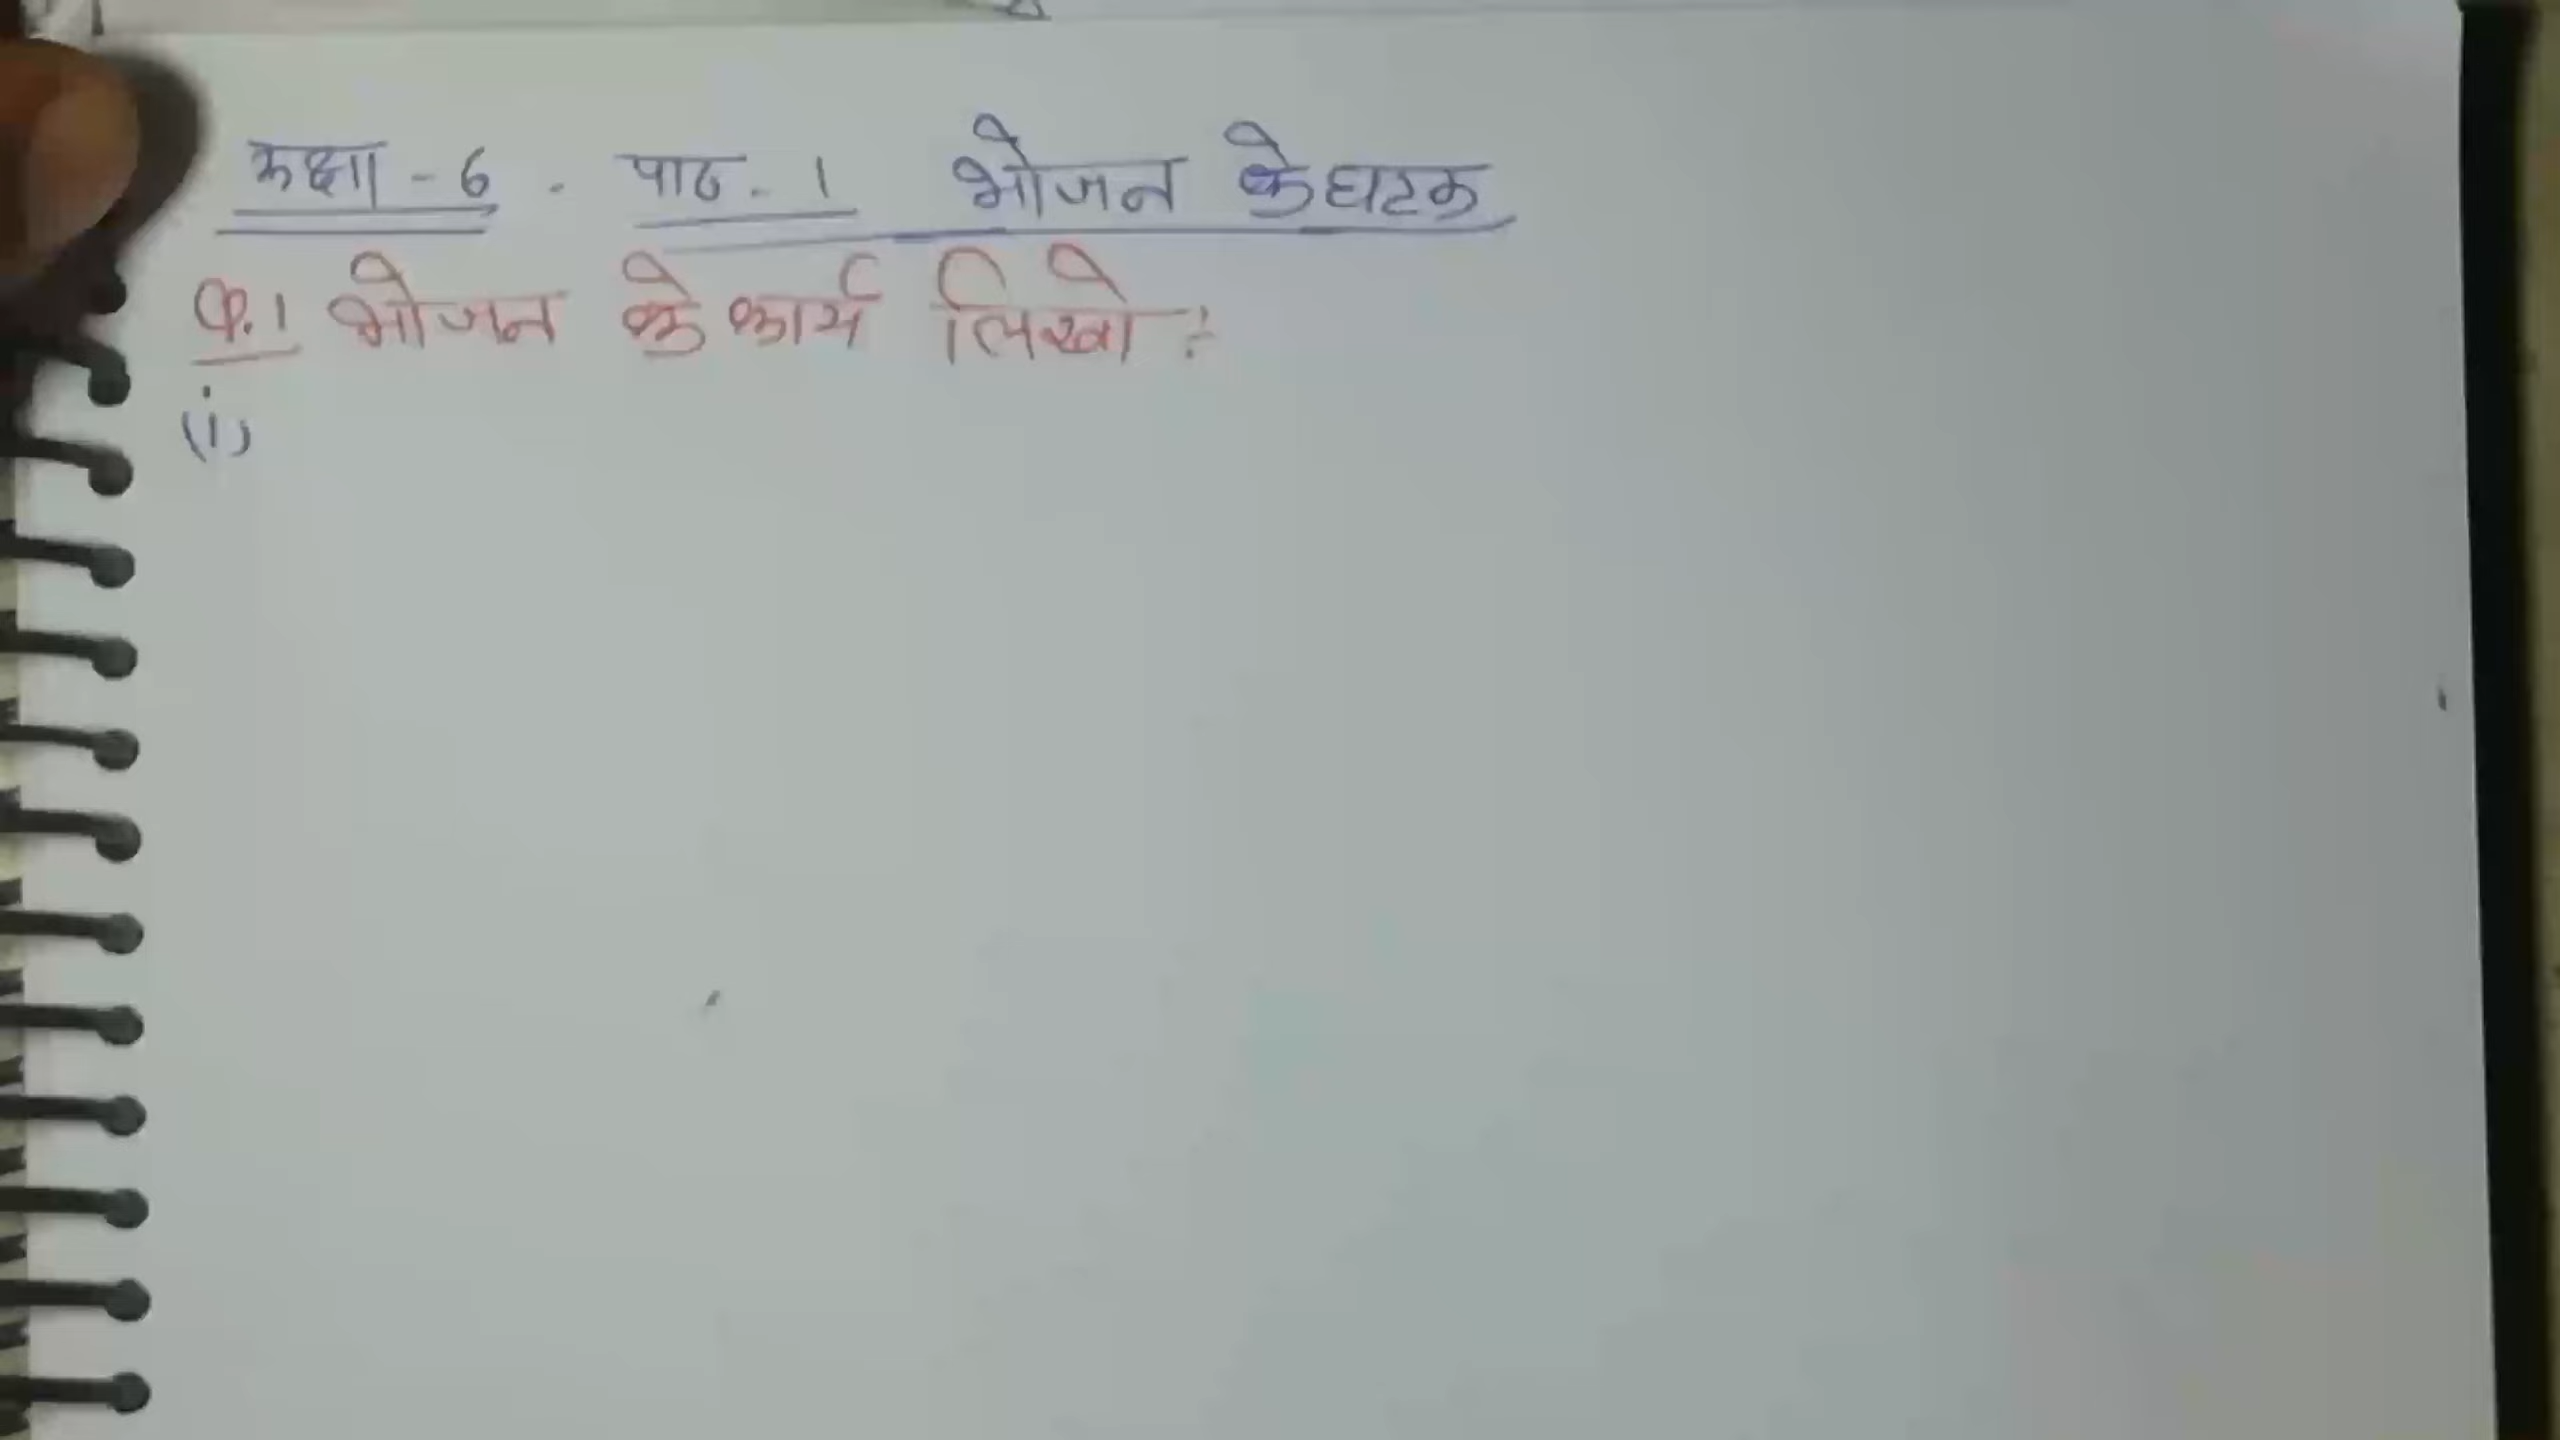 कक्षा - 6 . पाठ - 1 भोजन के घटक
Q.1 भोजन के कार्य लिखो ÷
(i)